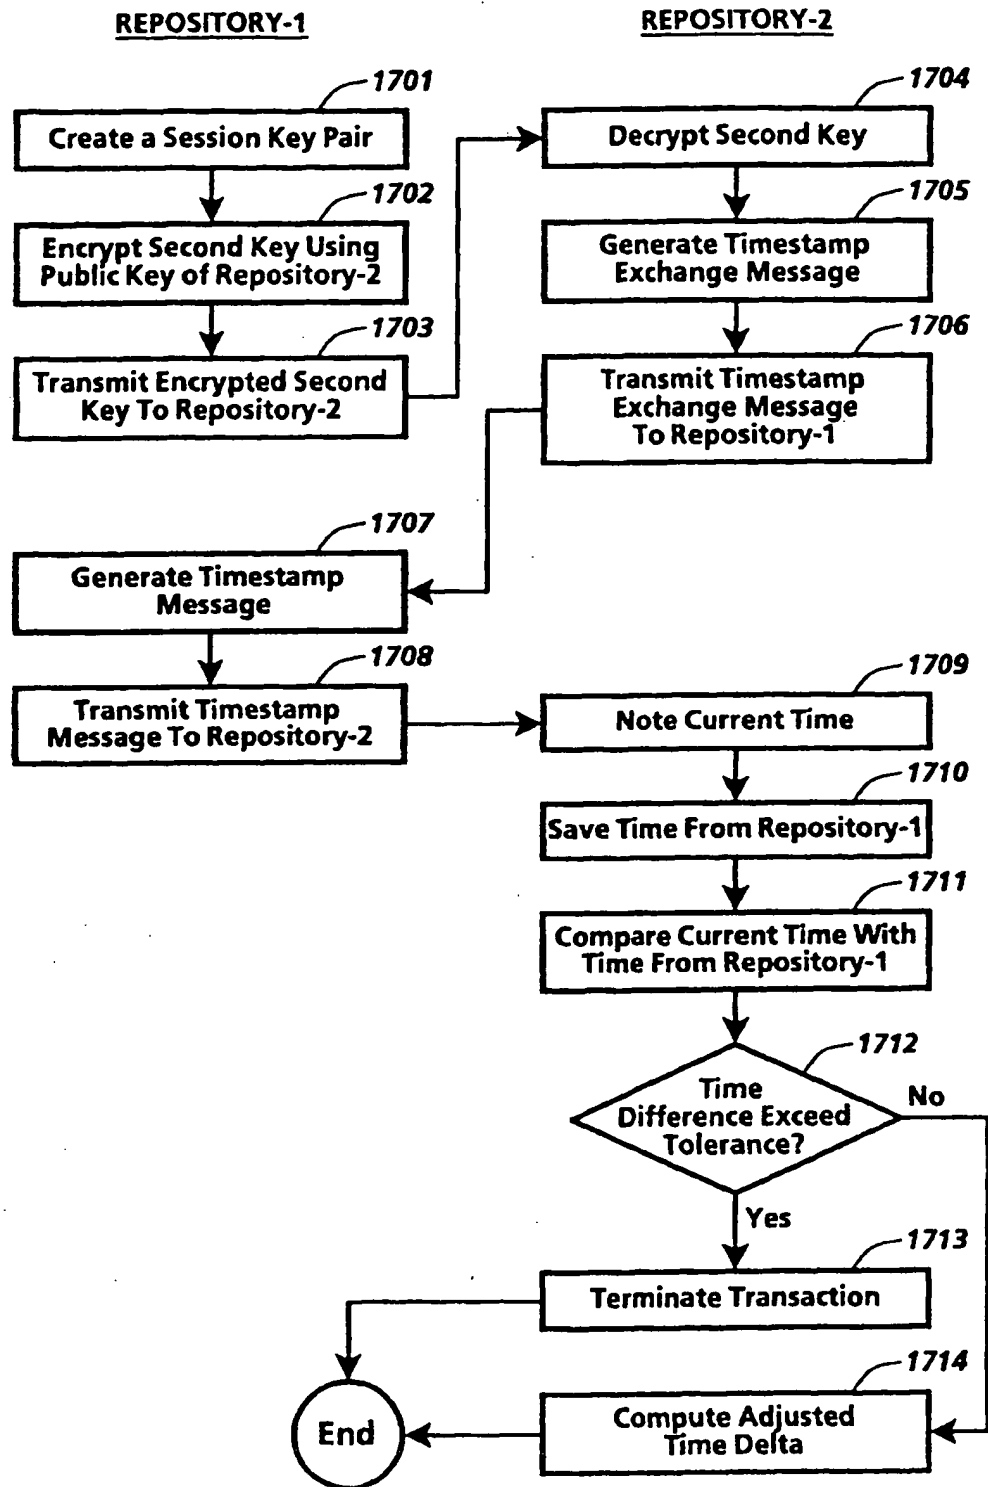 REPOSITORY-1
1701
Create a Session Key Pair
1702
Encrypt Second Key Using
Public Key of Repository-2
1703
Transmit Encrypted Second
Key To Repository-2
REPOSITORY-2
1704
Decrypt Second Key
1705
Generate Timestamp
Exchange Message
1706
Transmit Timestamp
Exchange Message
To Repository-1
1707
Generate Timestamp
Message
1708
Transmit Timestamp
Message To Repository-2
1709
Note Current Time
1710
Save Time From Repository-1
1711
Compare Current Time With
Time From Repository-1
1712
Time
Difference Exceed
Tolerance?
No
Yes
1713
Terminate Transaction
1714
Compute Adjusted
Time Delta
End